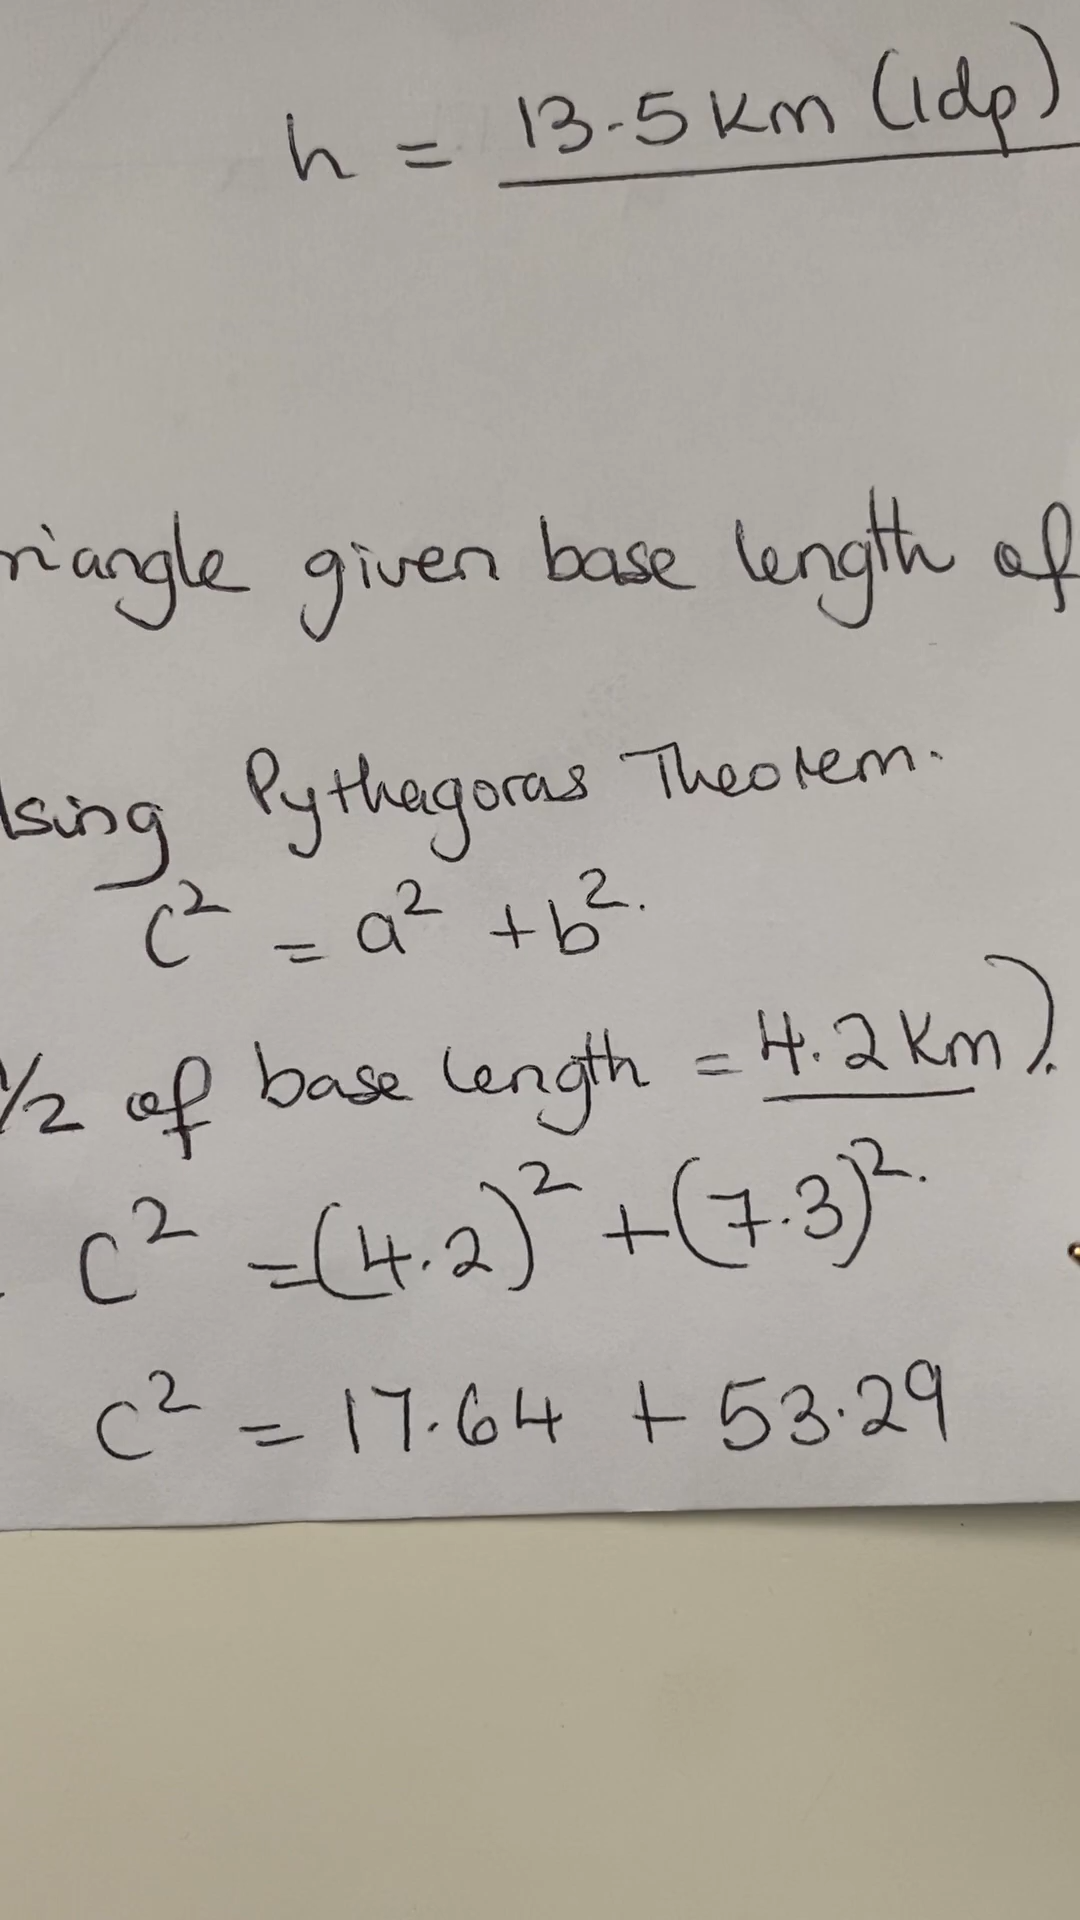 h = 13.5 km (1dp)
riangle given base length of
Using Pythagoras Theorem.
c² = a² + b².
1/2 of base length = 4.2 km).
c² = (4.2)² + (7.3)².
c² = 17.64 + 53.29